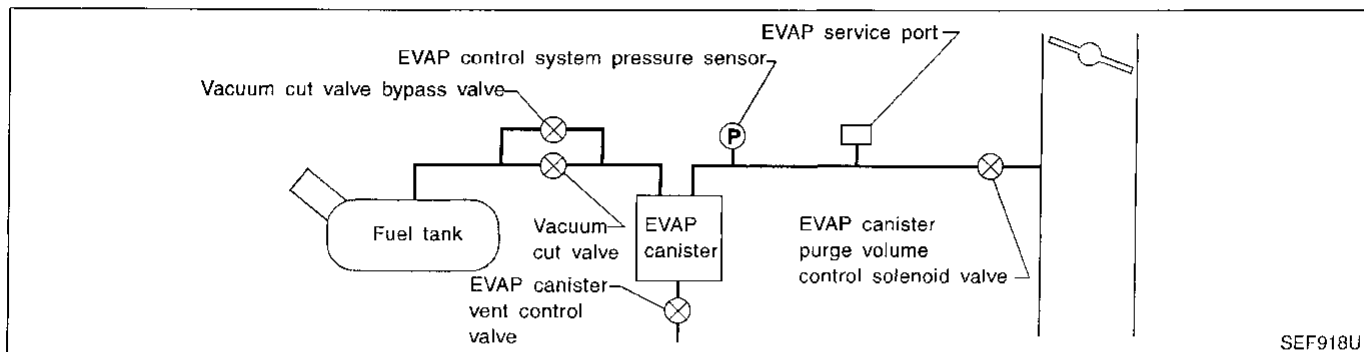 EVAP service port
EVAP control system pressure sensor
Vacuum cut valve bypass valve
P
Fuel tank
Vacuum
cut valve
EVAP
canister
EVAP canister
purge volume
control solenoid valve
EVAP canister
vent control
valve
SEF918U